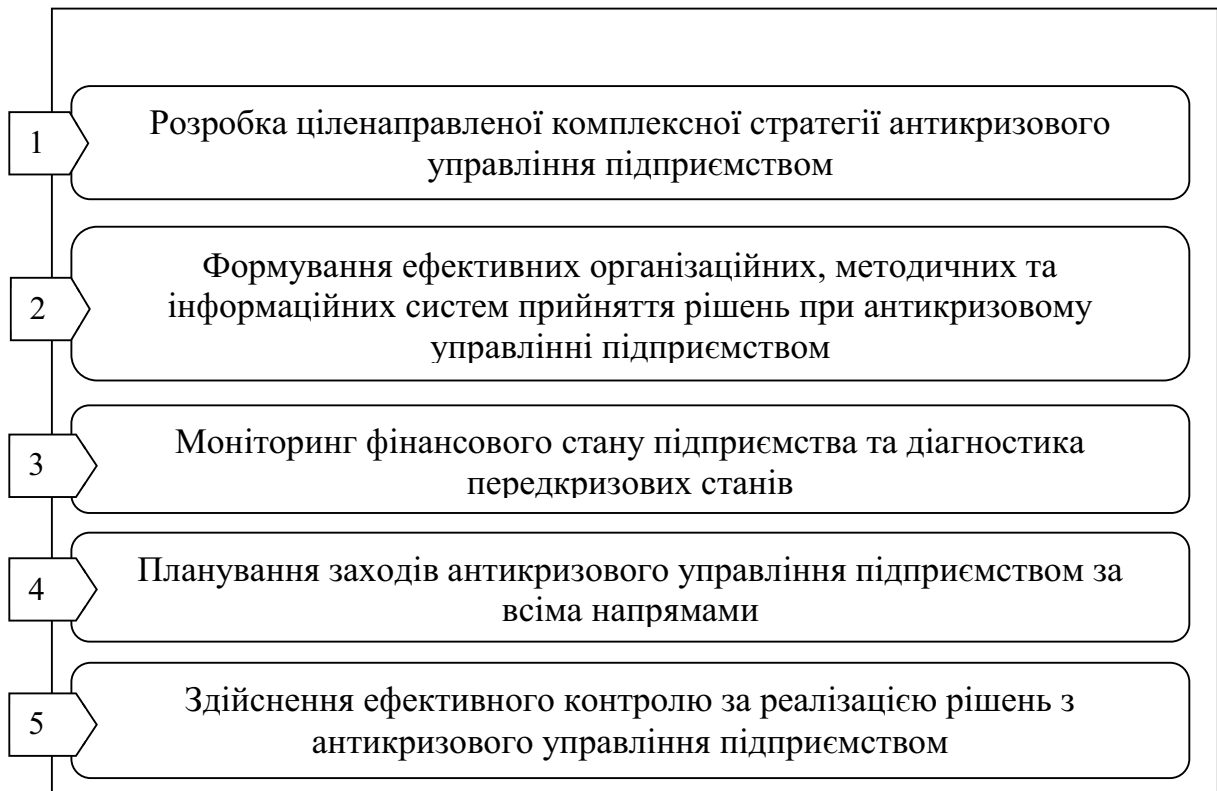 1
Розробка ціленаправленої комплексної стратегії антикризового
управління підприємством
2
Формування ефективних організаційних, методичних та
інформаційних систем прийняття рішень при антикризовому
управлінні підприємством
3
Моніторинг фінансового стану підприємства та діагностика
передкризових станів
4
Планування заходів антикризового управління підприємством за
всіма напрямами
5
Здійснення ефективного контролю за реалізацією рішень з
антикризового управління підприємством